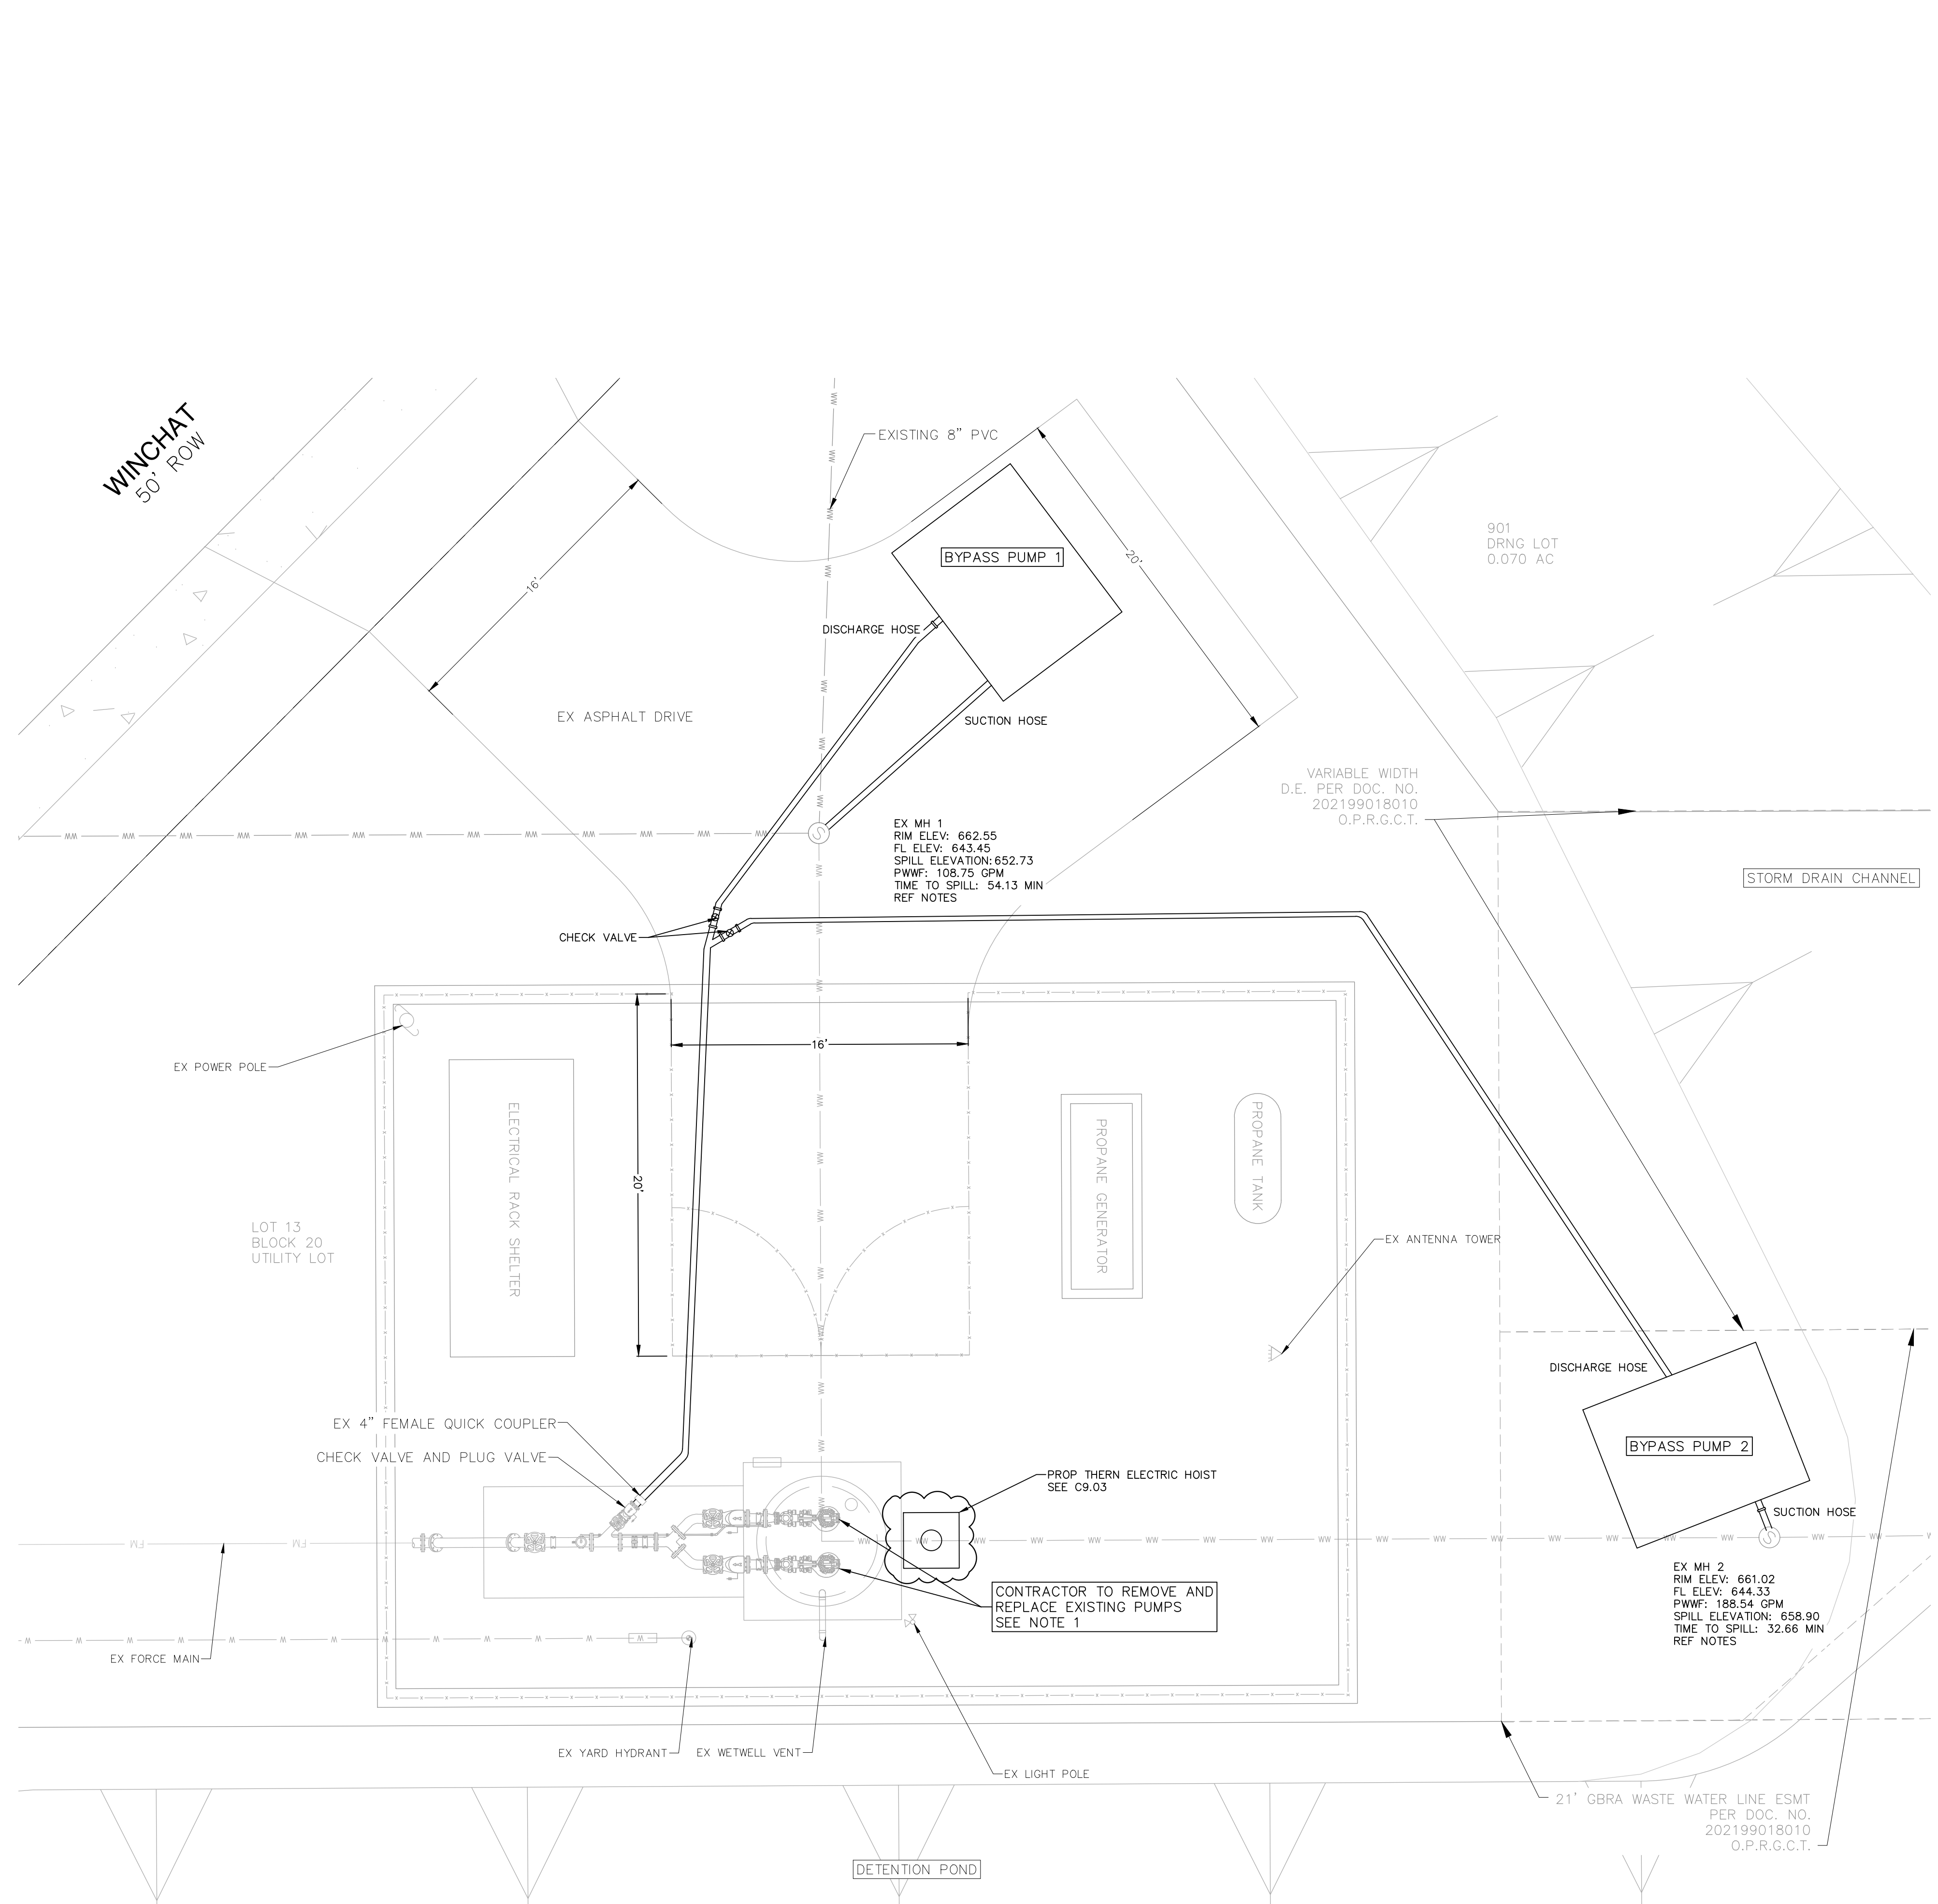 WINCHAT
50' ROW
EXISTING 8" PVC
WW
BYPASS PUMP 1
20'
16'
901
DRNG LOT
0.070 AC
DISCHARGE HOSE
EX ASPHALT DRIVE
SUCTION HOSE
VARIABLE WIDTH
D.E. PER DOC. NO.
202199018010
O.P.R.G.C.T.
S
EX MH 1
RIM ELEV: 662.55
FL ELEV: 643.45
SPILL ELEVATION: 652.73
PWWF: 108.75 GPM
TIME TO SPILL: 54.13 MIN
REF NOTES
STORM DRAIN CHANNEL
CHECK VALVE
16'
EX POWER POLE
ELECTRICAL RACK SHELTER
20'
PROPANE GENERATOR
PROPANE TANK
LOT 13
BLOCK 20
UTILITY LOT
EX ANTENNA TOWER
DISCHARGE HOSE
EX 4" FEMALE QUICK COUPLER
BYPASS PUMP 2
CHECK VALVE AND PLUG VALVE
PROP THERN ELECTRIC HOIST
SEE C9.03
SUCTION HOSE
S
FM
WW
CONTRACTOR TO REMOVE AND
REPLACE EXISTING PUMPS
SEE NOTE 1
EX MH 2
RIM ELEV: 661.02
FL ELEV: 644.33
PWWF: 188.54 GPM
SPILL ELEVATION: 658.90
TIME TO SPILL: 32.66 MIN
REF NOTES
W
EX FORCE MAIN
EX YARD HYDRANT
EX WETWELL VENT
EX LIGHT POLE
21' GBRA WASTE WATER LINE ESMT
PER DOC. NO.
202199018010
O.P.R.G.C.T.
DETENTION POND